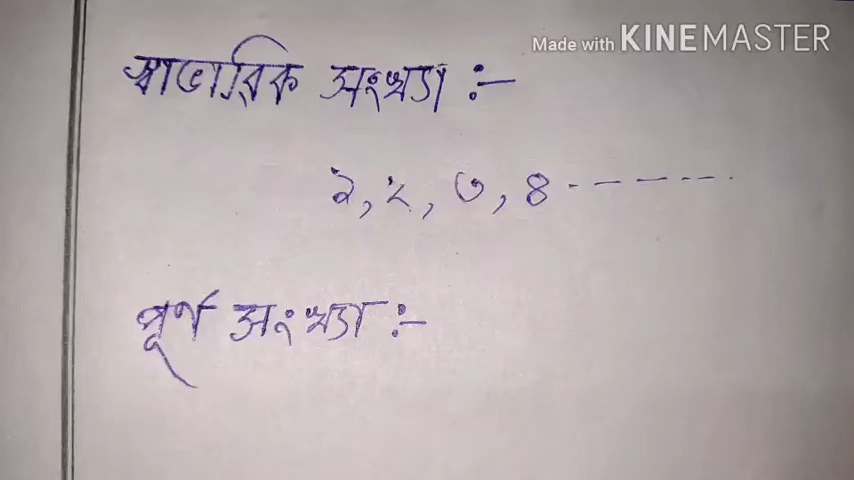 Made with KINEMASTER
স্বাভাবিক সংখ্যা :-
১, ২, ৩, ৪ - - - - -
পূর্ণ সংখ্যা :-